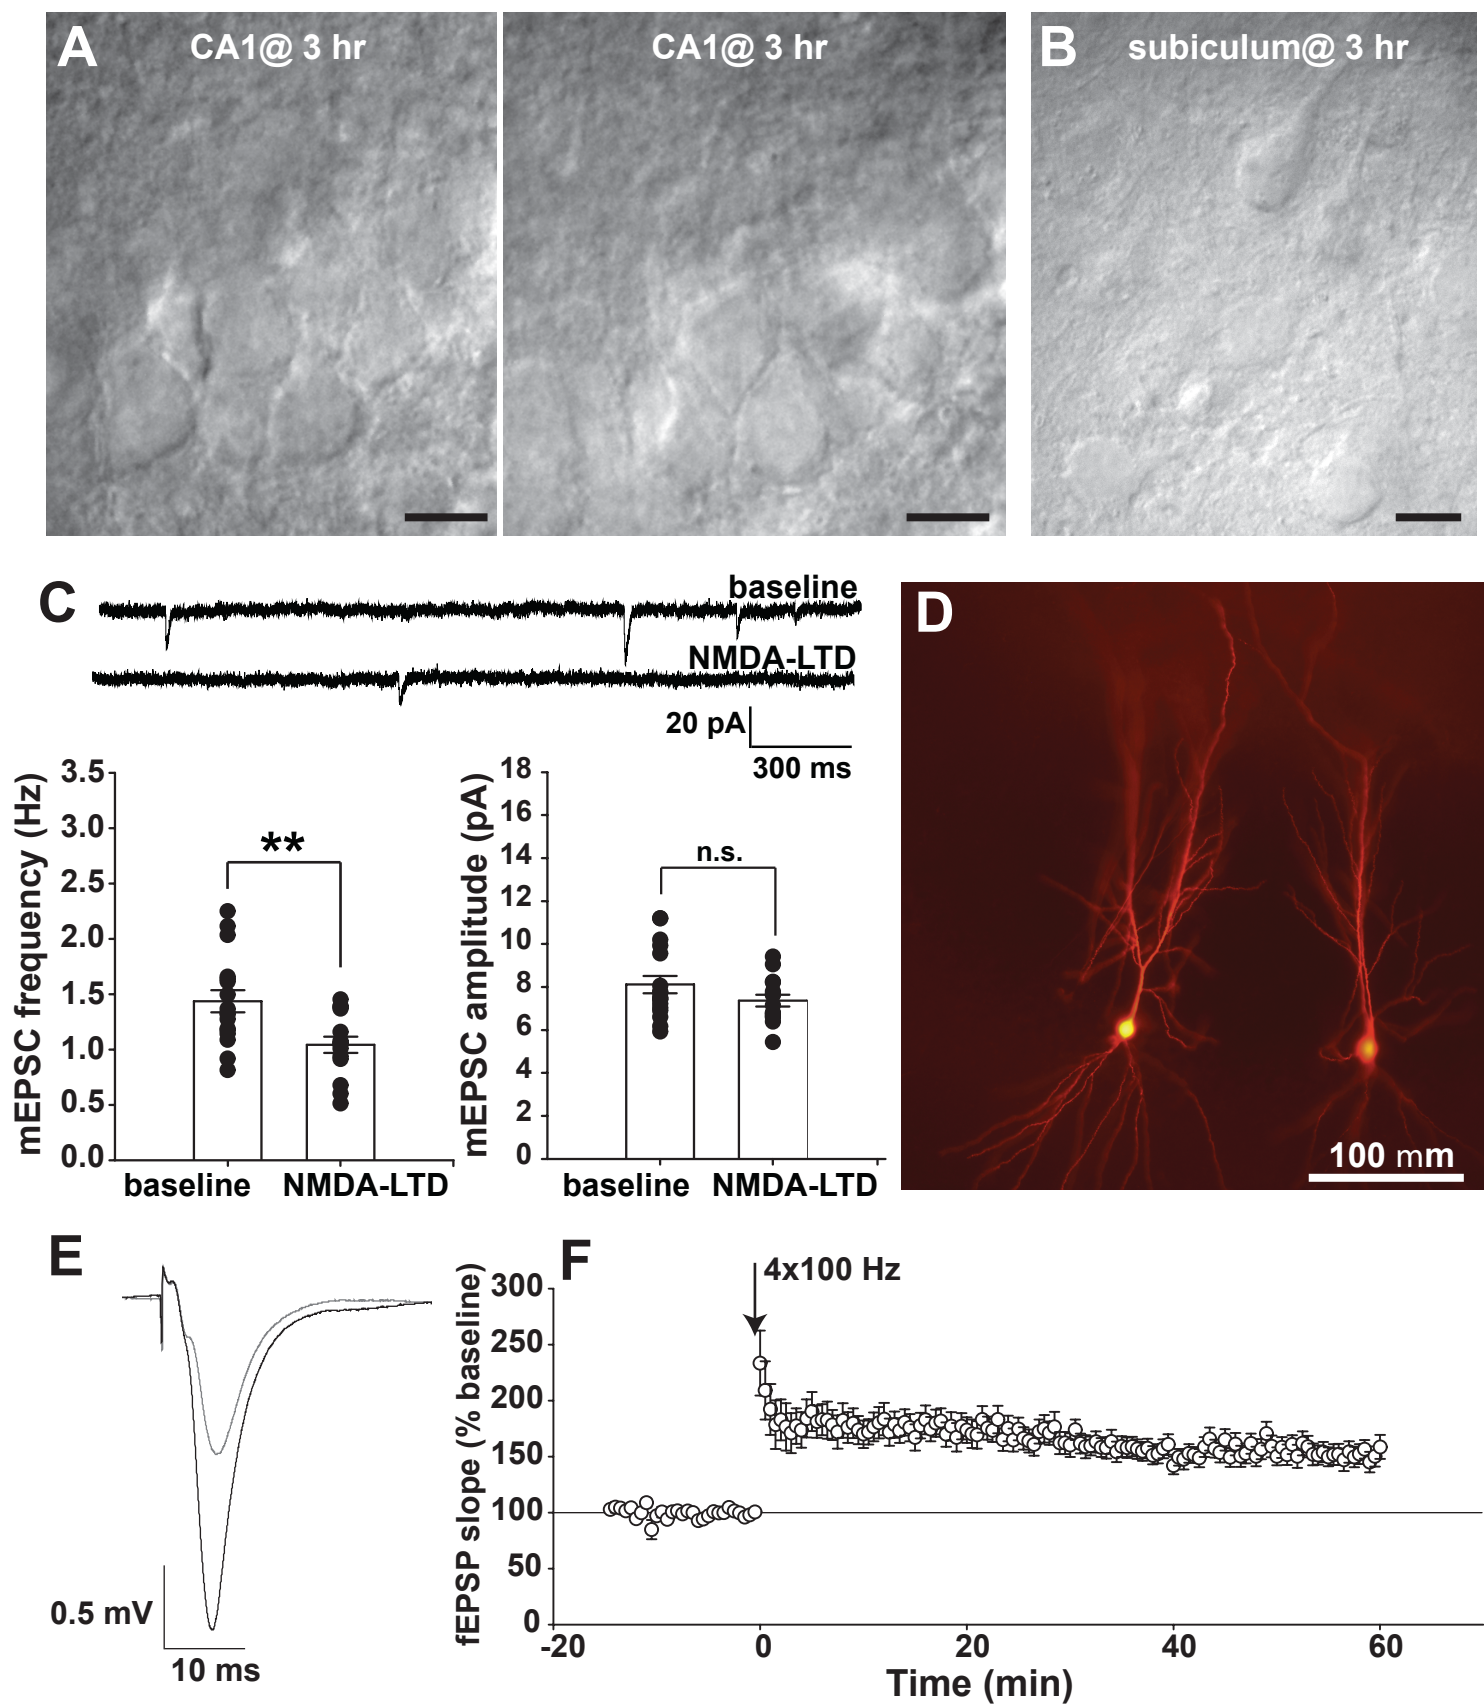 A
CA1@ 3 hr
CA1@ 3 hr
B
subiculum@ 3 hr
C
baseline
NMDA-LTD
20 pA
300 ms
mEPSC frequency (Hz)
3.5
3.0
2.5
2.0
1.5
1.0
0.5
0.0
**
baseline
NMDA-LTD
mEPSC amplitude (pA)
18
16
14
12
10
8
6
4
2
0
n.s.
baseline
NMDA-LTD
D
100 mm
E
0.5 mV
10 ms
F
4x100 Hz
fEPSP slope (% baseline)
300
250
200
150
100
50
0
-20
0
20
40
60
Time (min)